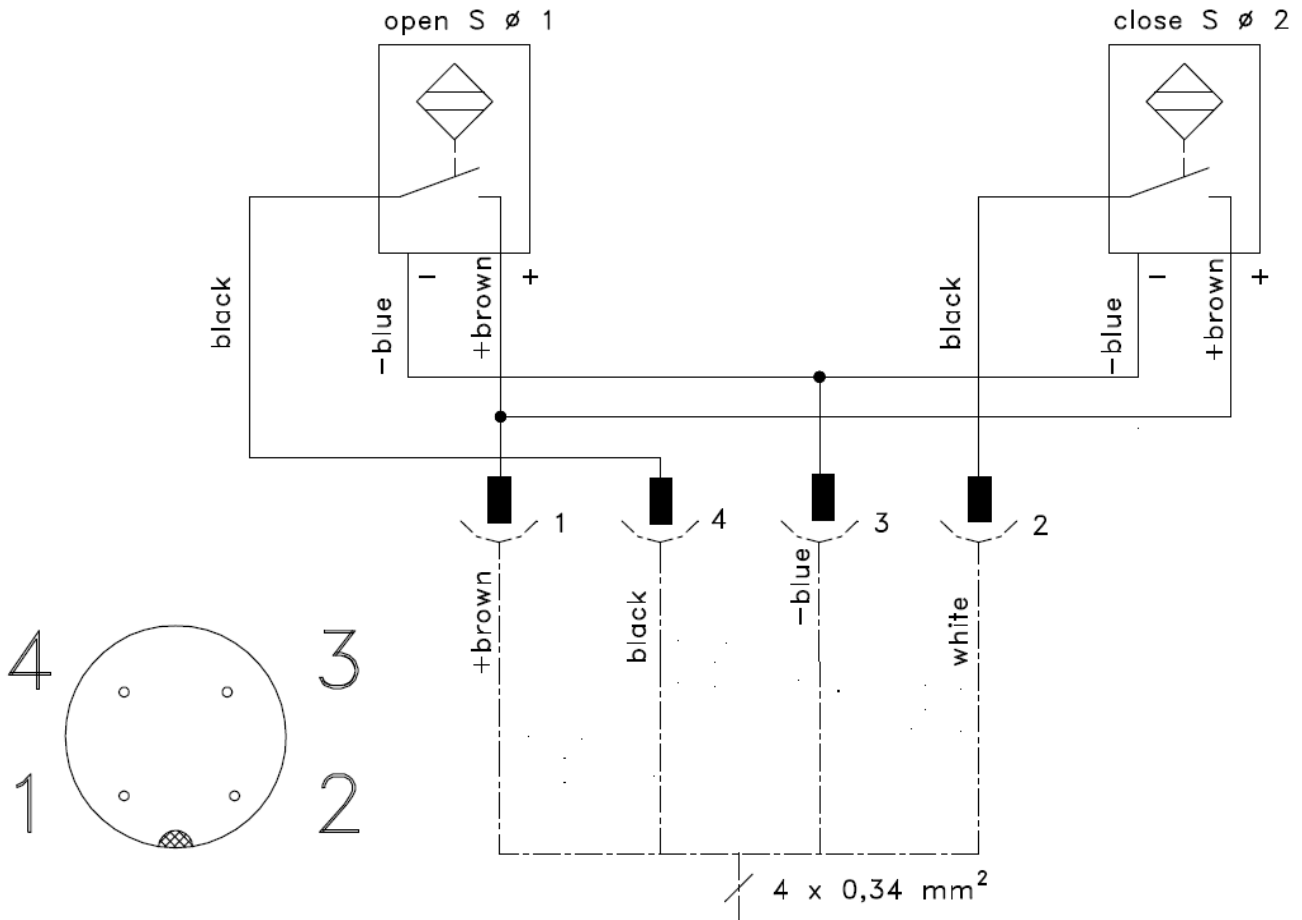 open S ø 1
close S ø 2
black
-blue
-
+brown
+
black
-blue
-
+brown
+
1
4
3
2
+brown
black
-blue
white
4
3
1
2
4 x 0,34 mm²